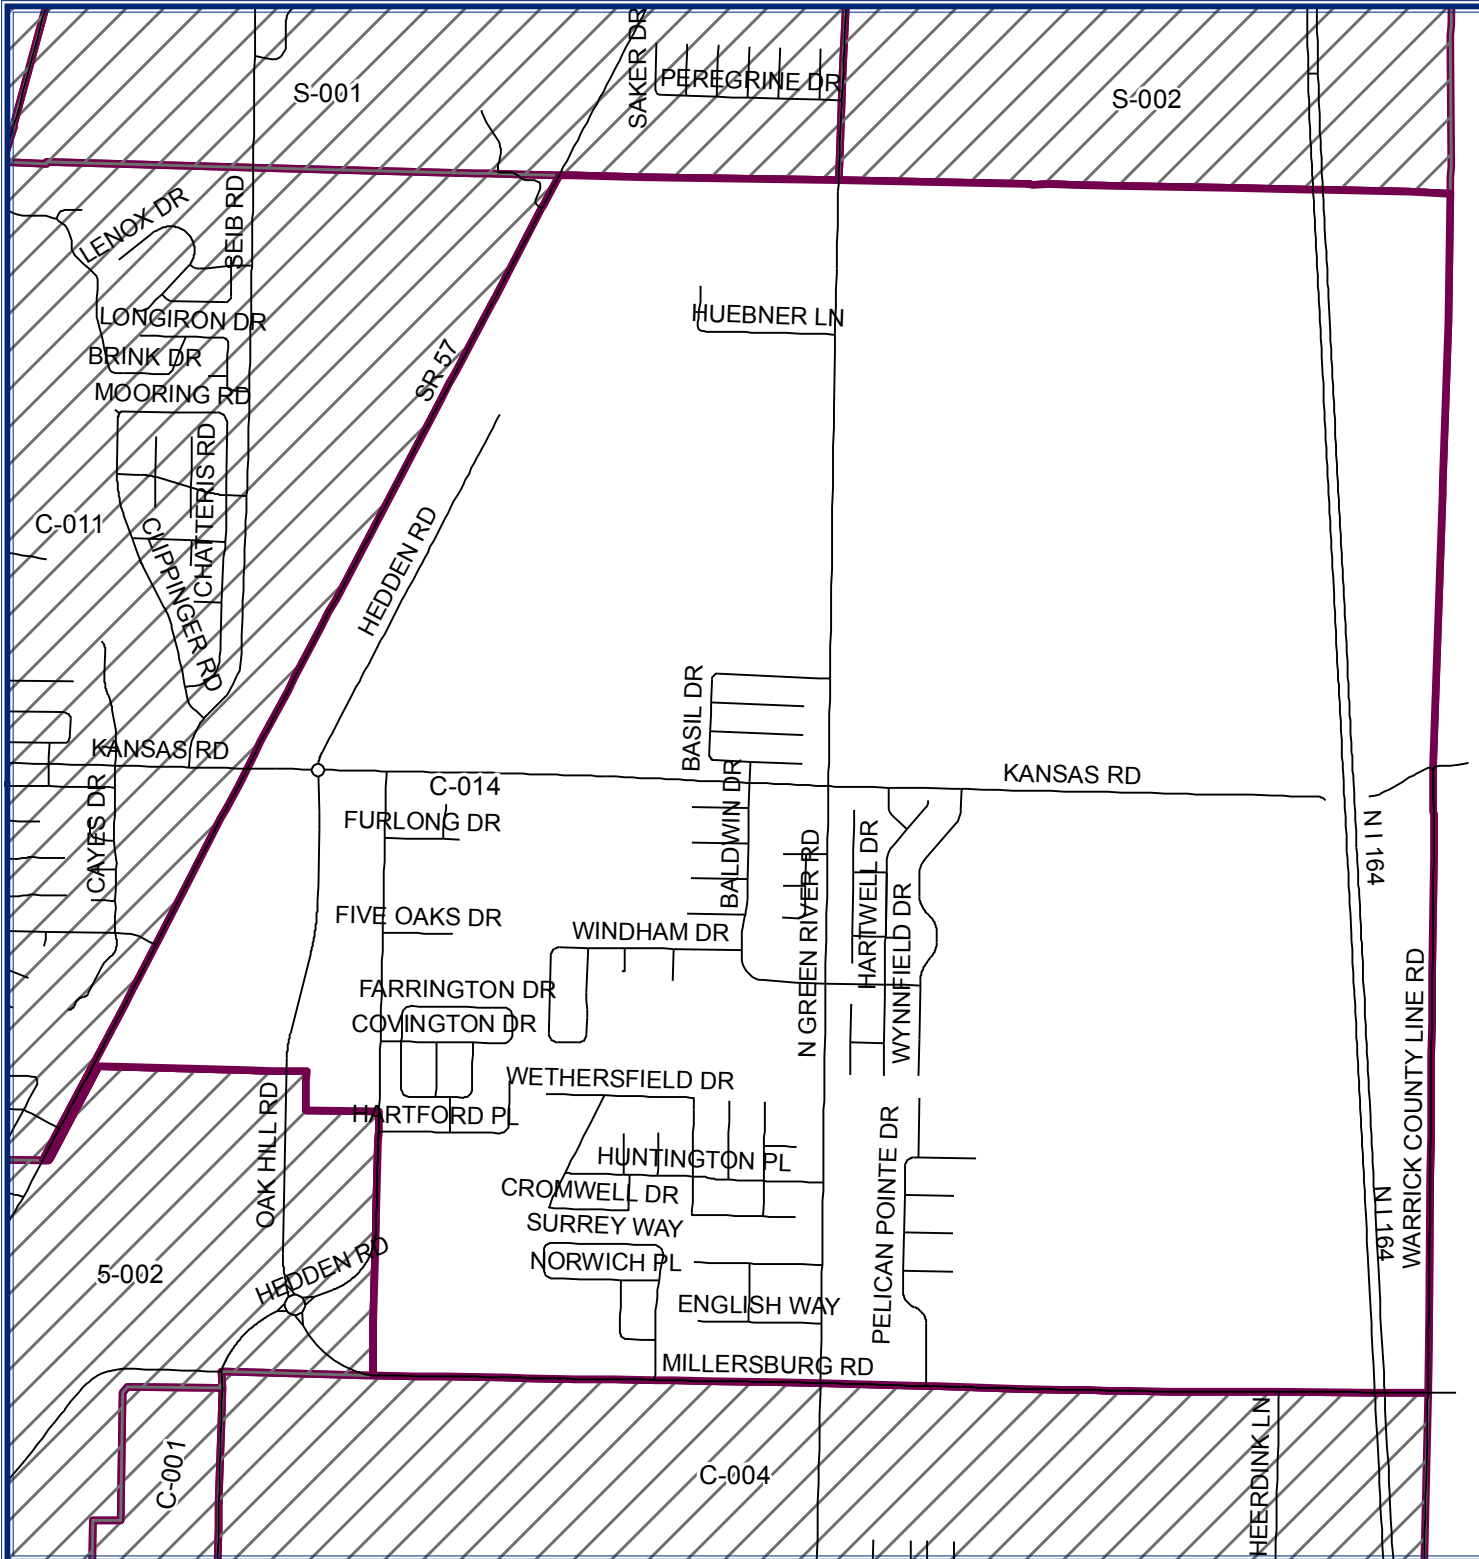 SAKER DR
PEREGRINE DR
S-001
S-002
LENOX DR
SEIB RD
LONGIRON DR
HUEBNER LN
BRINK DR
SR 57
MOORING RD
CHATTERIS RD
C-011
CLIPPINGER RD
HEDDEN RD
BASIL DR
KANSAS RD
KANSAS RD
C-014
CAYES DR
FURLONG DR
BALDWIN DR
N GREEN RIVER RD
HARTWELL DR
N I 164
FIVE OAKS DR
WINDHAM DR
WYNNFIELD DR
FARRINGTON DR
COVINGTON DR
WARRICK COUNTY LINE RD
WETHERSFIELD DR
HARTFORD PL
OAK HILL RD
HUNTINGTON PL
PELICAN POINTE DR
CROMWELL DR
SURREY WAY
N I 164
NORWICH PL
5-002
HEDDEN RD
ENGLISH WAY
MILLERSBURG RD
C-001
C-004
HEERDINK LN